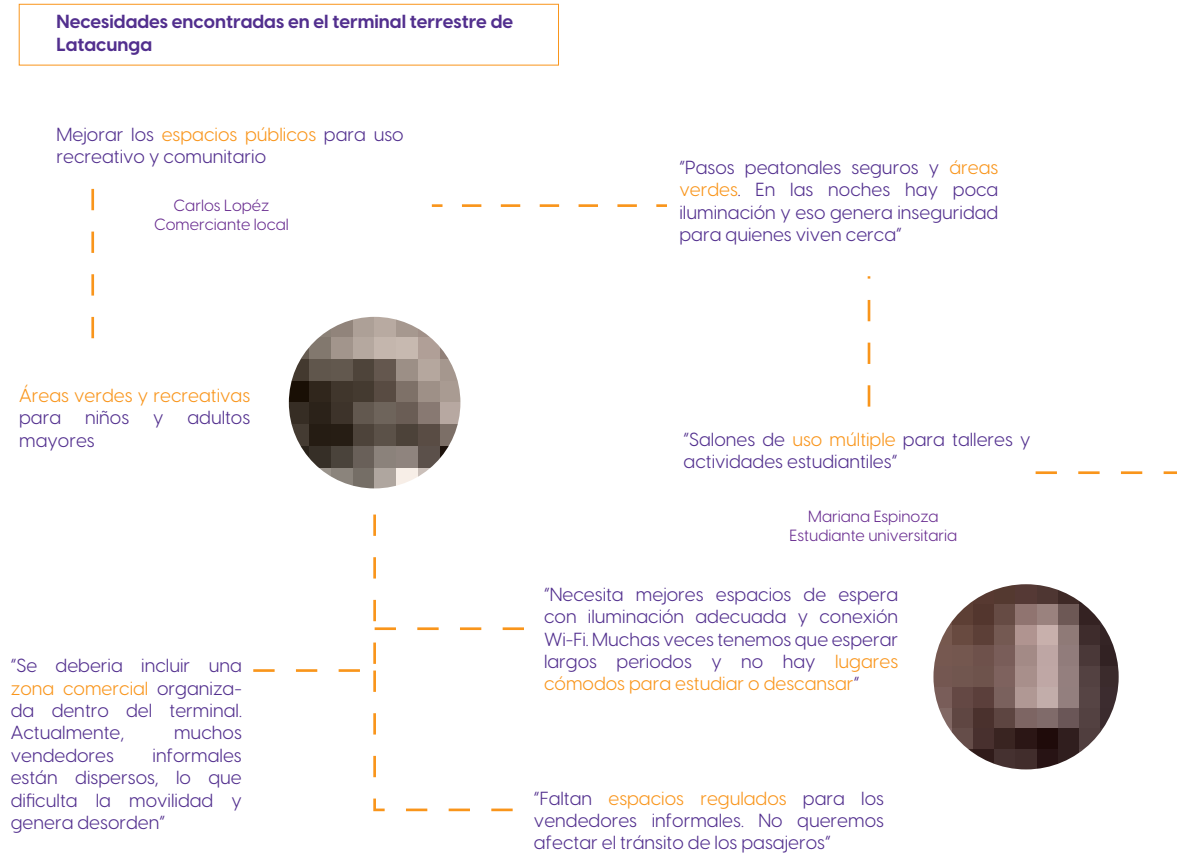 Necesidades encontradas en el terminal terrestre de
Latacunga
Mejorar los espacios públicos para uso
recreativo y comunitario
Carlos Lopéz
Comerciante local
"Pasos peatonales seguros y áreas
verdes. En las noches hay poca
iluminación y eso genera inseguridad
para quienes viven cerca"
Áreas verdes y recreativas
para niños y adultos
mayores
"Salones de uso múltiple para talleres y
actividades estudiantiles"
Mariana Espinoza
Estudiante universitaria
"Necesita mejores espacios de espera
con iluminación adecuada y conexión
Wi-Fi. Muchas veces tenemos que esperar
largos periodos y no hay lugares
cómodos para estudiar o descansar"
"Se deberia incluir una
zona comercial organiza-
da dentro del terminal.
Actualmente, muchos
vendedores informales
están dispersos, lo que
dificulta la movilidad y
genera desorden"
"Faltan espacios regulados para los
vendedores informales. No queremos
afectar el tránsito de los pasajeros"